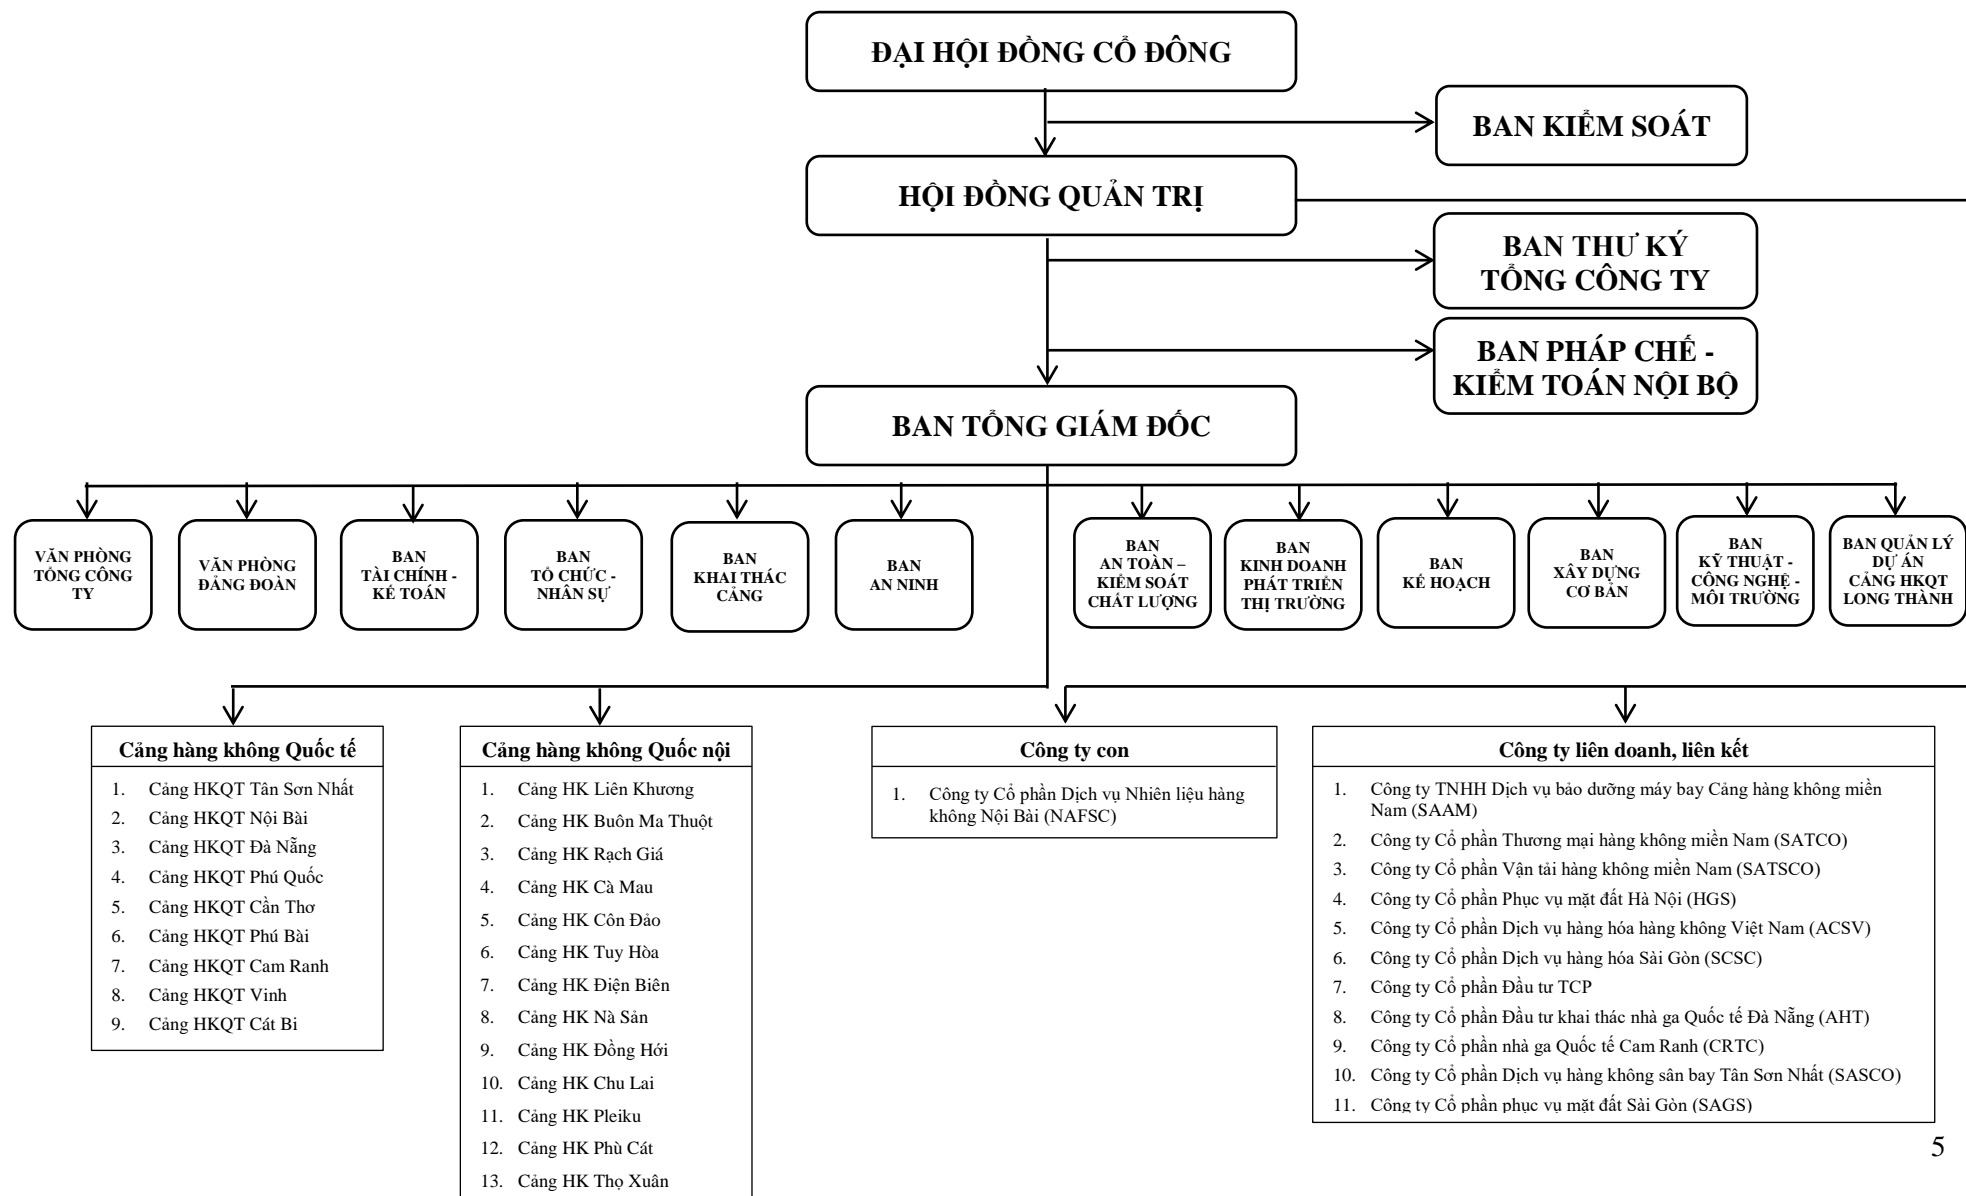 ĐẠI HỘI ĐỒNG CỔ ĐÔNG
BAN KIỂM SOÁT
HỘI ĐỒNG QUẢN TRỊ
BAN THƯ KÝ
TỔNG CÔNG TY
BAN PHÁP CHẾ -
KIỂM TOÁN NỘI BỘ
BAN TỔNG GIÁM ĐỐC
VĂN PHÒNG
TỔNG CÔNG
TY
VĂN PHÒNG
ĐẢNG ĐOÀN
BAN
TÀI CHÍNH -
KẾ TOÁN
BAN
TỔ CHỨC -
NHÂN SỰ
BAN
KHAI THÁC
CẢNG
BAN
AN NINH
BAN
AN TOÀN –
KIỂM SOÁT
CHẤT LƯỢNG
BAN
KINH DOANH
PHÁT TRIỂN
THỊ TRƯỜNG
BAN
KẾ HOẠCH
BAN
XÂY DỰNG
CƠ BẢN
BAN
KỸ THUẬT -
CÔNG NGHỆ -
MÔI TRƯỜNG
BAN QUẢN LÝ
DỰ ÁN
CẢNG HKQT
LONG THÀNH
Cảng hàng không Quốc tế
1. Cảng HKQT Tân Sơn Nhất
2. Cảng HKQT Nội Bài
3. Cảng HKQT Đà Nẵng
4. Cảng HKQT Phú Quốc
5. Cảng HKQT Cần Thơ
6. Cảng HKQT Phú Bài
7. Cảng HKQT Cam Ranh
8. Cảng HKQT Vinh
9. Cảng HKQT Cát Bi
Cảng hàng không Quốc nội
1. Cảng HK Liên Khương
2. Cảng HK Buôn Ma Thuột
3. Cảng HK Rạch Giá
4. Cảng HK Cà Mau
5. Cảng HK Côn Đảo
6. Cảng HK Tuy Hòa
7. Cảng HK Điện Biên
8. Cảng HK Nà Sản
9. Cảng HK Đồng Hới
10. Cảng HK Chu Lai
11. Cảng HK Pleiku
12. Cảng HK Phù Cát
13. Cảng HK Thọ Xuân
Công ty con
1. Công ty Cổ phần Dịch vụ Nhiên liệu hàng
không Nội Bài (NAFSC)
Công ty liên doanh, liên kết
1. Công ty TNHH Dịch vụ bảo dưỡng máy bay Cảng hàng không miền
Nam (SAAM)
2. Công ty Cổ phần Thương mại hàng không miền Nam (SATCO)
3. Công ty Cổ phần Vận tải hàng không miền Nam (SATSCO)
4. Công ty Cổ phần Phục vụ mặt đất Hà Nội (HGS)
5. Công ty Cổ phần Dịch vụ hàng hóa hàng không Việt Nam (ACSV)
6. Công ty Cổ phần Dịch vụ hàng hóa Sài Gòn (SCSC)
7. Công ty Cổ phần Đầu tư TCP
8. Công ty Cổ phần Đầu tư khai thác nhà ga Quốc tế Đà Nẵng (AHT)
9. Công ty Cổ phần nhà ga Quốc tế Cam Ranh (CRTC)
10. Công ty Cổ phần Dịch vụ hàng không sân bay Tân Sơn Nhất (SASCO)
11. Công ty Cổ phần phục vụ mặt đất Sài Gòn (SAGS)
5